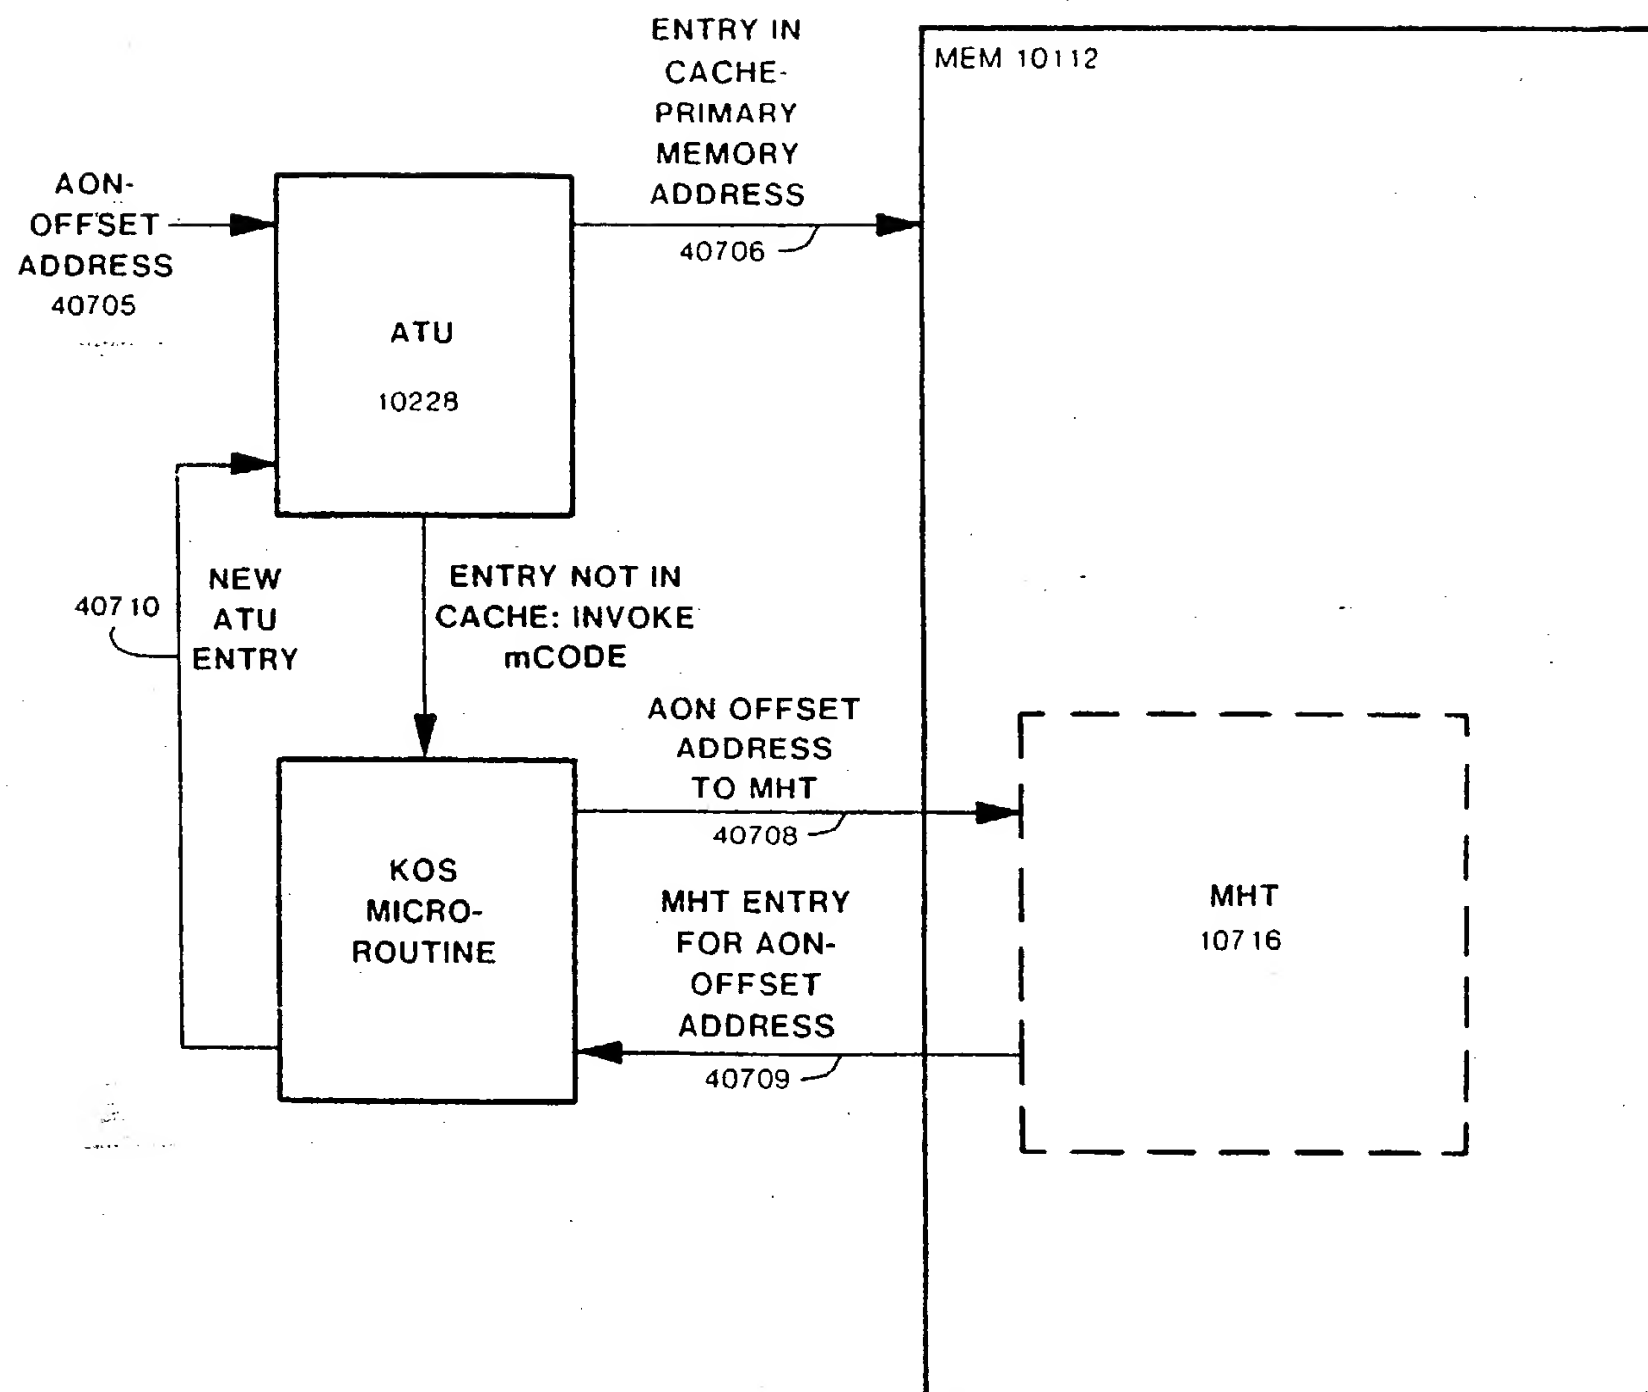 ENTRY IN
CACHE-
PRIMARY
MEMORY
ADDRESS
40706
MEM 10112
AON-
OFFSET
ADDRESS
40705
ATU
10228
40710
NEW
ATU
ENTRY
ENTRY NOT IN
CACHE: INVOKE
mCODE
AON OFFSET
ADDRESS
TO MHT
40708
KOS
MICRO-
ROUTINE
MHT ENTRY
FOR AON-
OFFSET
ADDRESS
40709
MHT
10716